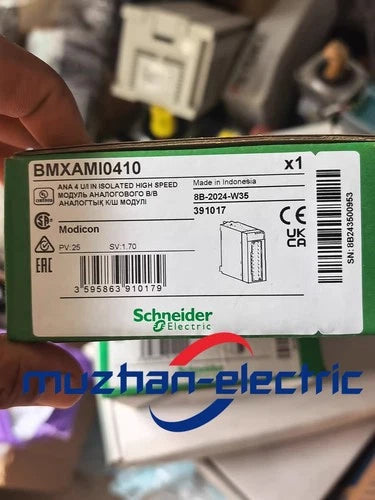 BMXAMI0410 x1
ANA 4 U/I IN ISOLATED HIGH SPEED
МОДУЛЬ АНАЛОГОВОГО В/В
АНАЛОГТЫҚ К/Ш МОДУЛІ
Made in Indonesia
8B-2024-W35
391017
Modicon
PV:25 SV:1.70
CE
UK
CA
EAC
3 595863 910179
SN: 8B243500953
Schneider
Electric
muzhan-electric